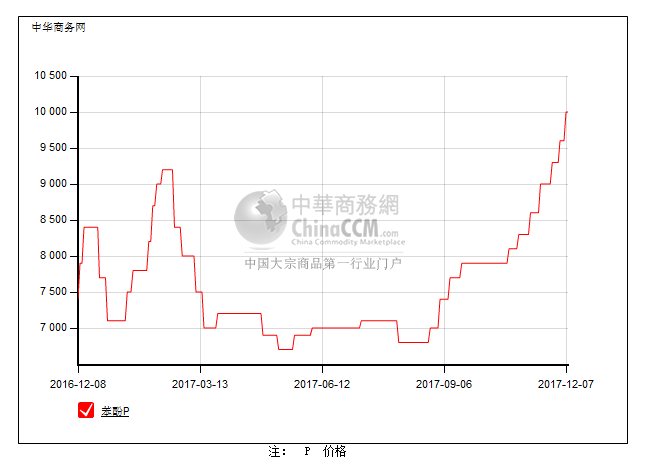 中华商务网
10 500
10 000
9 500
9 000
8 500
8 000
7 500
7 000
中華商務網
ChinaCCM.com
China Commodity Marketplace
中国大宗商品第一行业门户
2016-12-08 2017-03-13 2017-06-12 2017-09-06 2017-12-07
苯酚P
注： P 价格